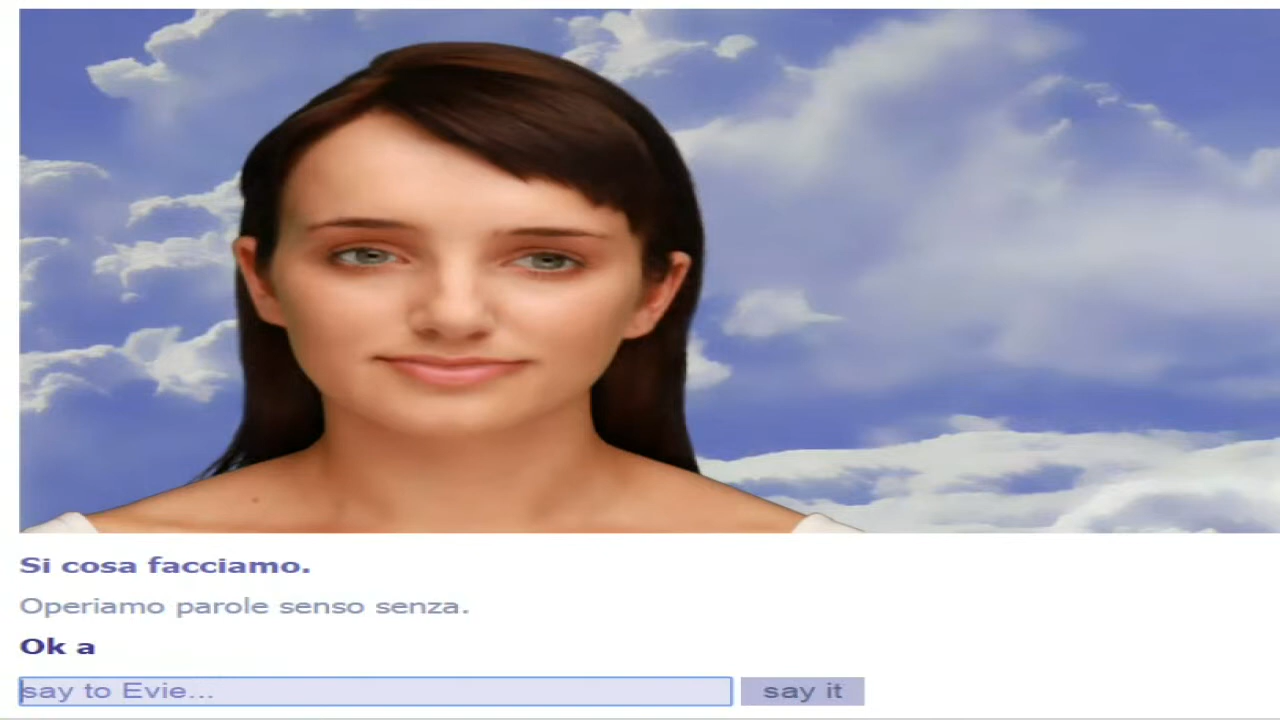 Si cosa facciamo.
Operiamo parole senso senza.
Ok a
say to Evie... say it